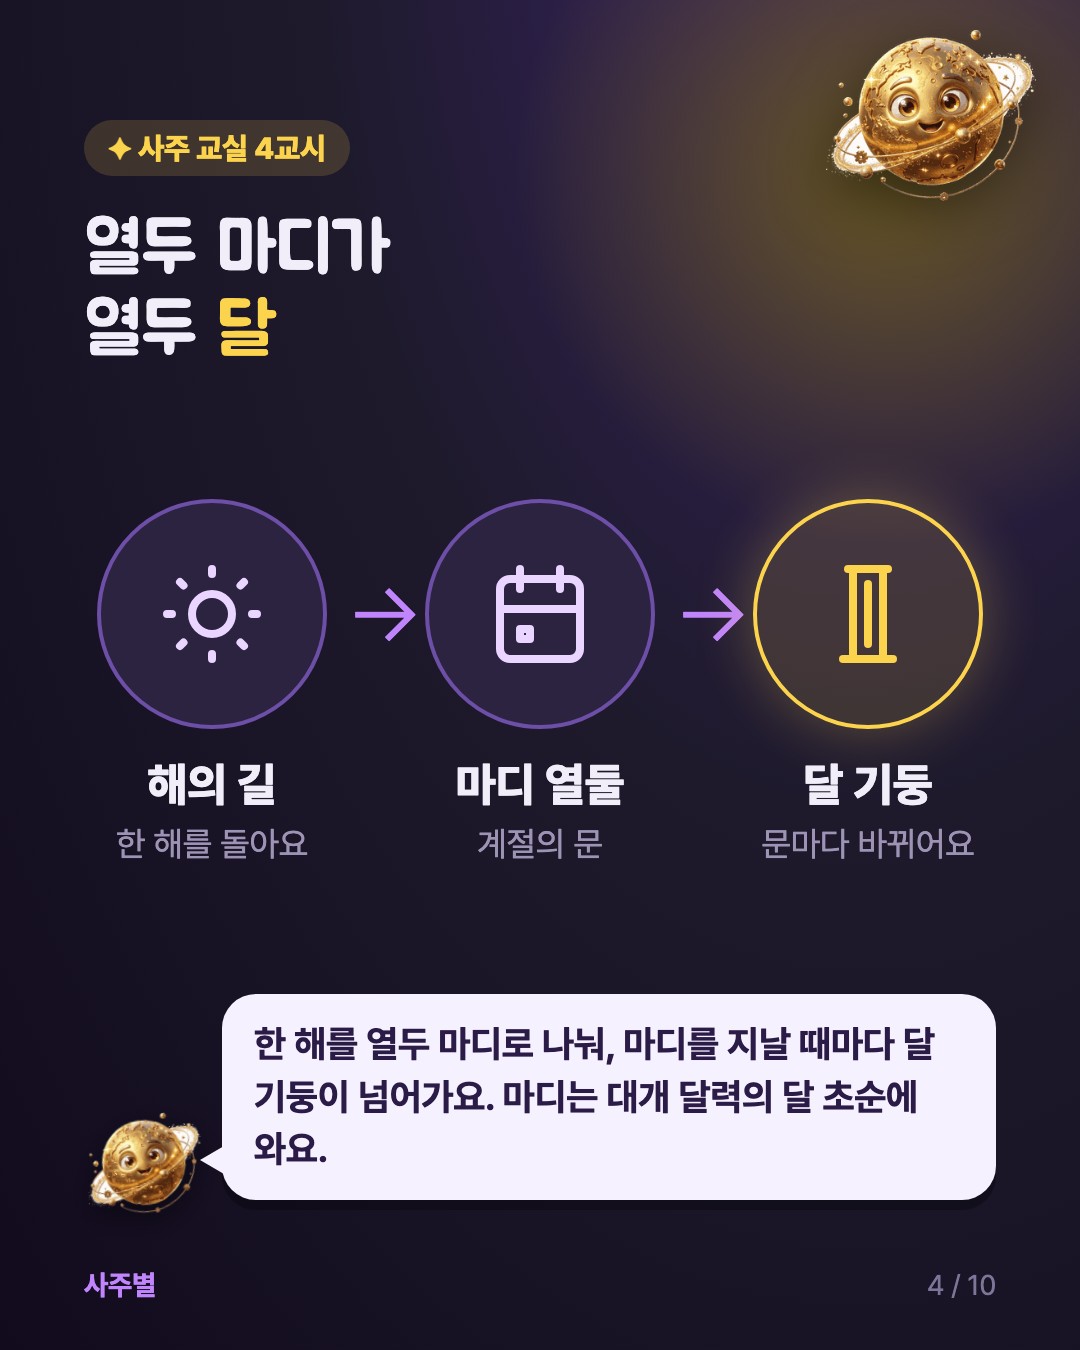 ✦ 사주 교실 4교시
열두 마디가
열두 달
해의 길
한 해를 돌아요
마디 열둘
계절의 문
달 기둥
문마다 바뀌어요
한 해를 열두 마디로 나눠, 마디를 지날 때마다 달
기둥이 넘어가요. 마디는 대개 달력의 달 초순에
와요.
사주별
4 / 10